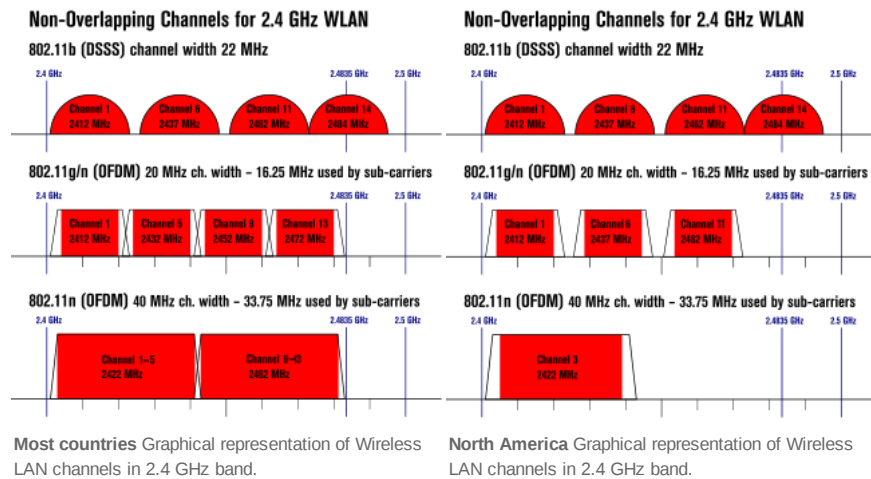 Non-Overlapping Channels for 2.4 GHz WLAN
802.11b (DSSS) channel width 22 MHz
2.4 GHz
2.4835 GHz
2.5 GHz
Channel 1
2412 MHz
Channel 6
2437 MHz
Channel 11
2462 MHz
Channel 14
2484 MHz
802.11g/n (OFDM) 20 MHz ch. width – 16.25 MHz used by sub-carriers
2.4 GHz
2.4835 GHz
2.5 GHz
Channel 1
2412 MHz
Channel 5
2432 MHz
Channel 9
2452 MHz
Channel 13
2472 MHz
802.11n (OFDM) 40 MHz ch. width – 33.75 MHz used by sub-carriers
2.4 GHz
2.4835 GHz
2.5 GHz
Channel 1–5
2422 MHz
Channel 9–13
2462 MHz
Most countries Graphical representation of Wireless
LAN channels in 2.4 GHz band.
Non-Overlapping Channels for 2.4 GHz WLAN
802.11b (DSSS) channel width 22 MHz
2.4 GHz
2.4835 GHz
2.5 GHz
Channel 1
2412 MHz
Channel 6
2437 MHz
Channel 11
2462 MHz
Channel 14
2484 MHz
802.11g/n (OFDM) 20 MHz ch. width – 16.25 MHz used by sub-carriers
2.4 GHz
2.4835 GHz
2.5 GHz
Channel 1
2412 MHz
Channel 6
2437 MHz
Channel 11
2462 MHz
802.11n (OFDM) 40 MHz ch. width – 33.75 MHz used by sub-carriers
2.4 GHz
2.4835 GHz
2.5 GHz
Channel 3
2422 MHz
North America Graphical representation of Wireless
LAN channels in 2.4 GHz band.